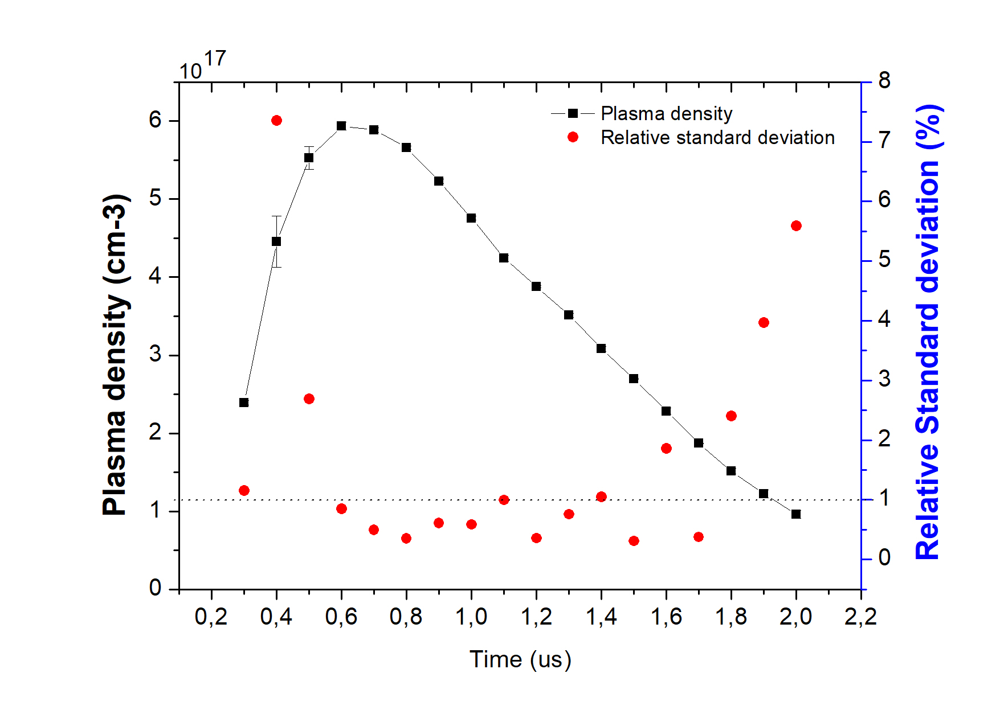 10^17
Plasma density (cm-3)
6
5
4
3
2
1
0
Plasma density
Relative standard deviation
8
7
6
5
4
3
2
1
0
Relative Standard deviation (%)
0,2 0,4 0,6 0,8 1,0 1,2 1,4 1,6 1,8 2,0 2,2
Time (us)